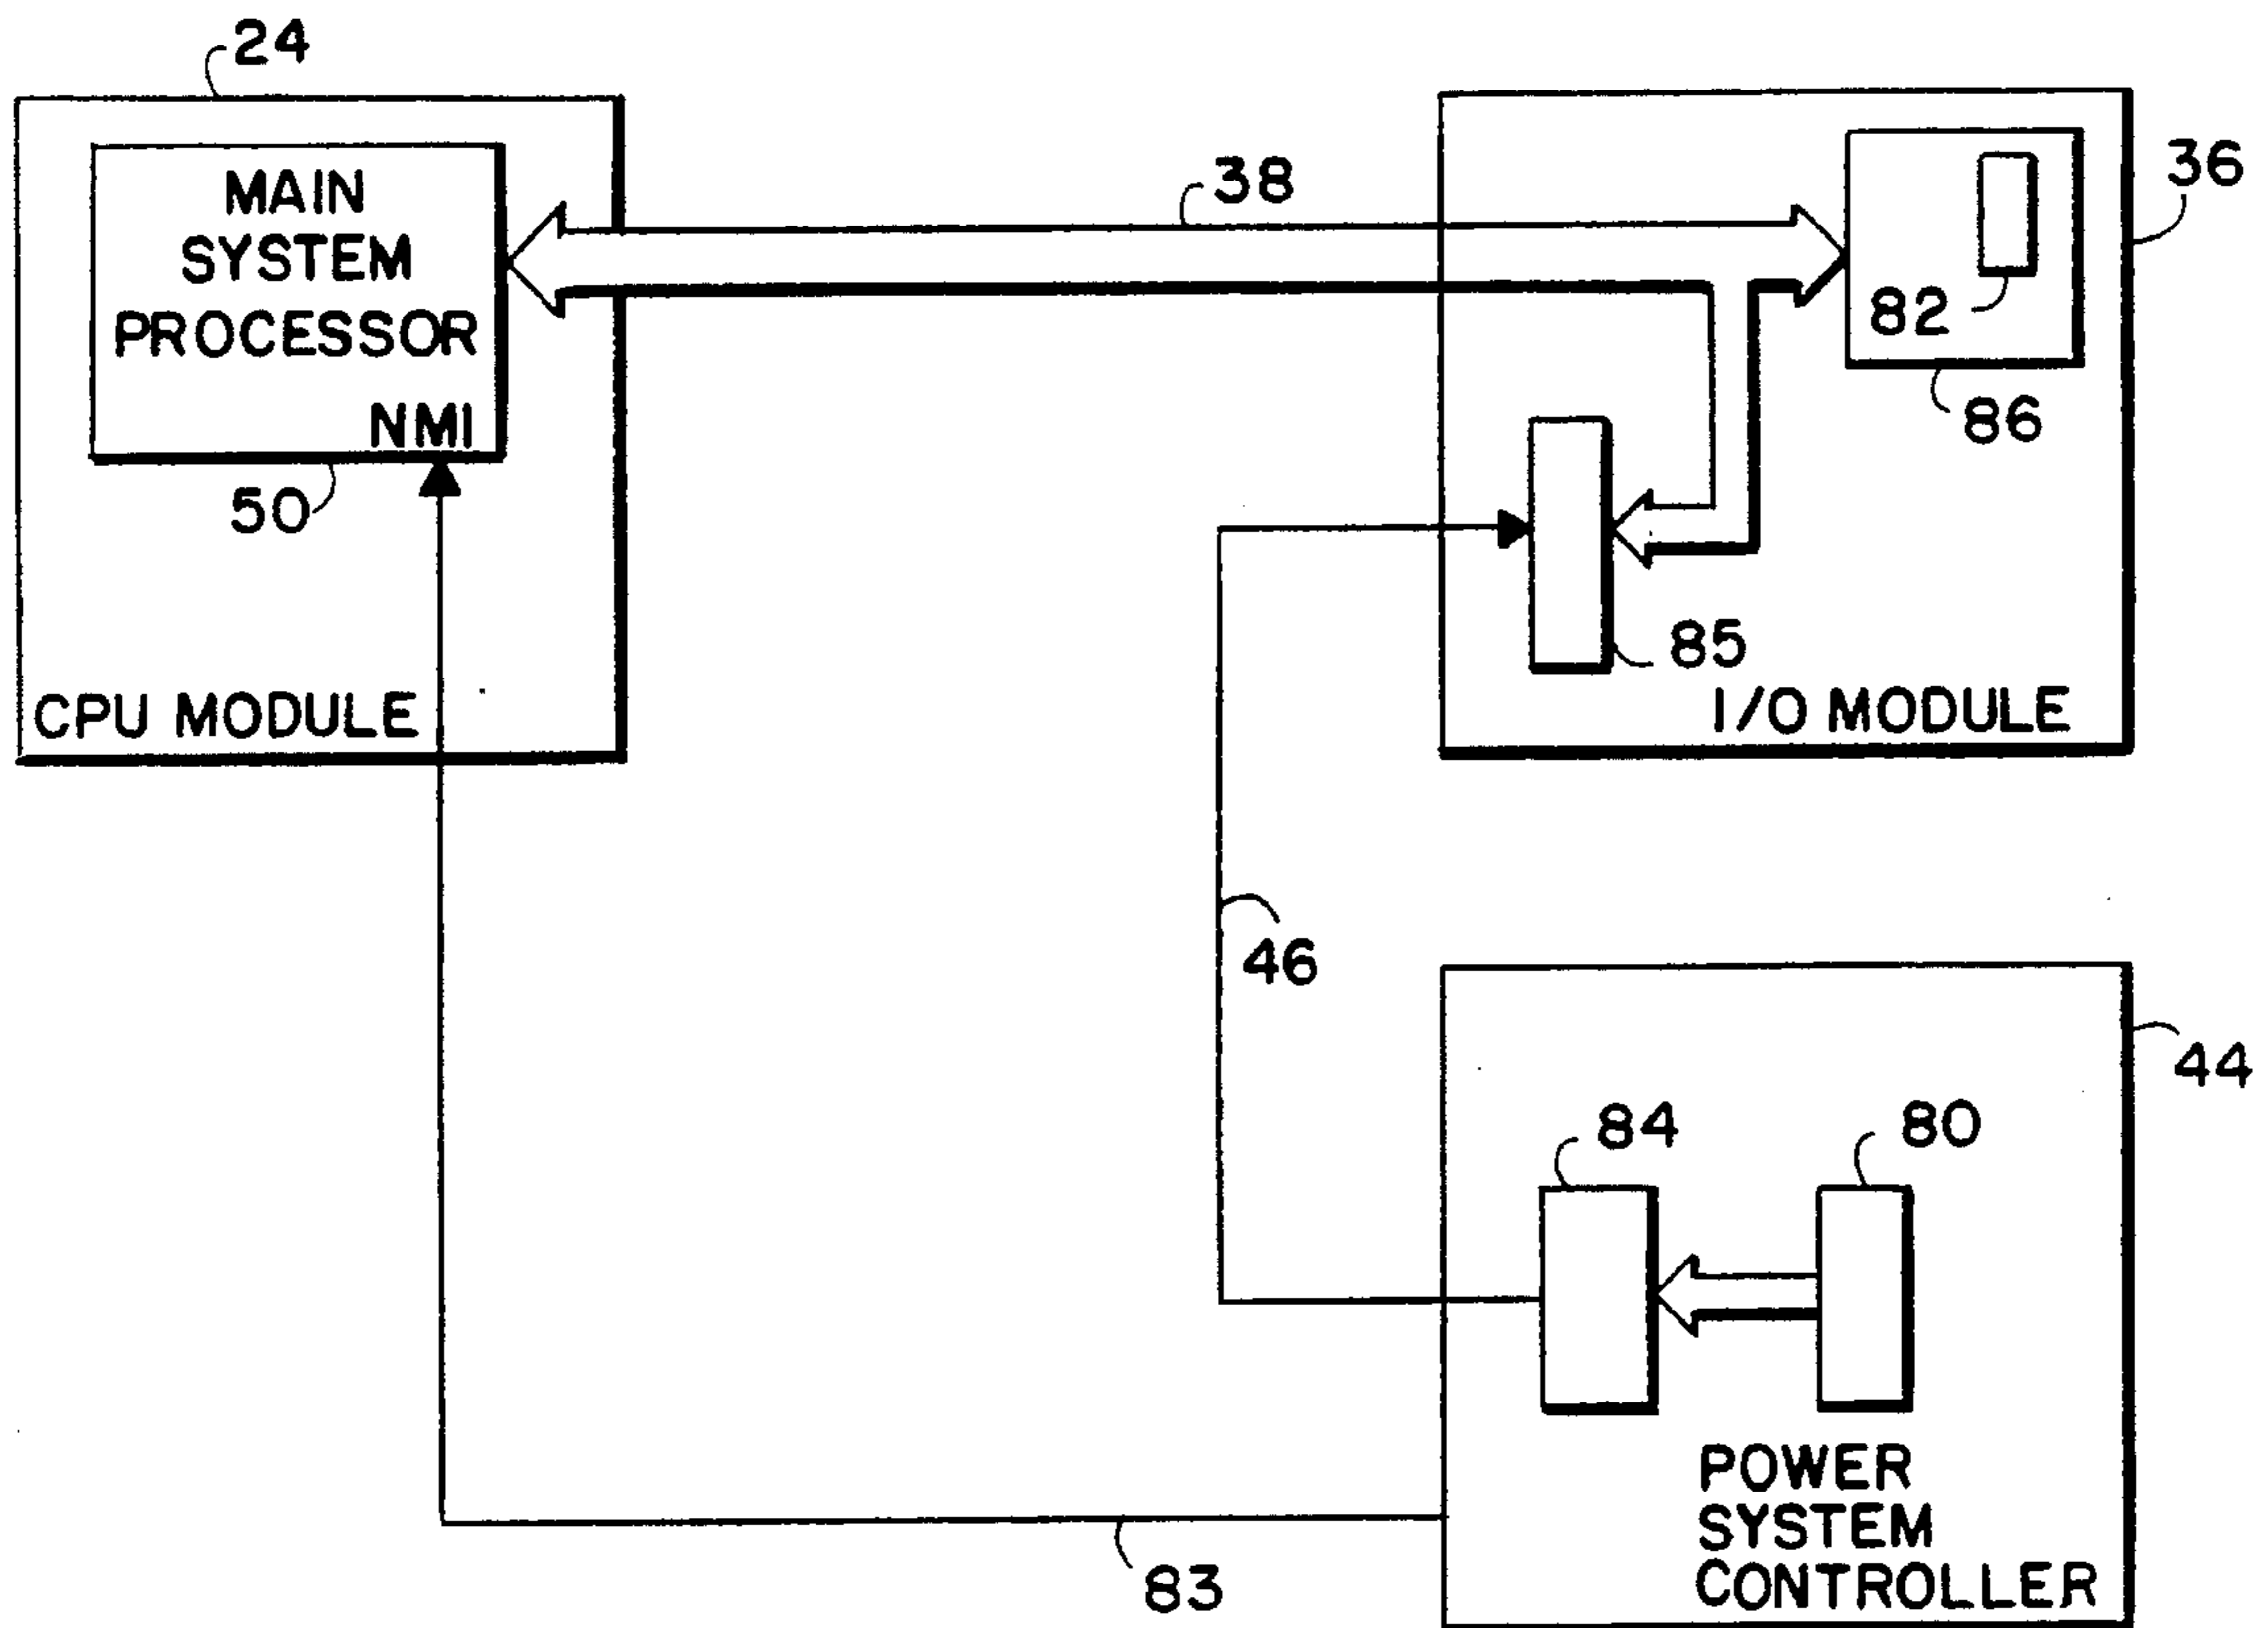 24
MAIN
SYSTEM
PROCESSOR
NMI
50
CPU MODULE
38
36
82
86
85
I/O MODULE
46
44
84
80
POWER
SYSTEM
CONTROLLER
83